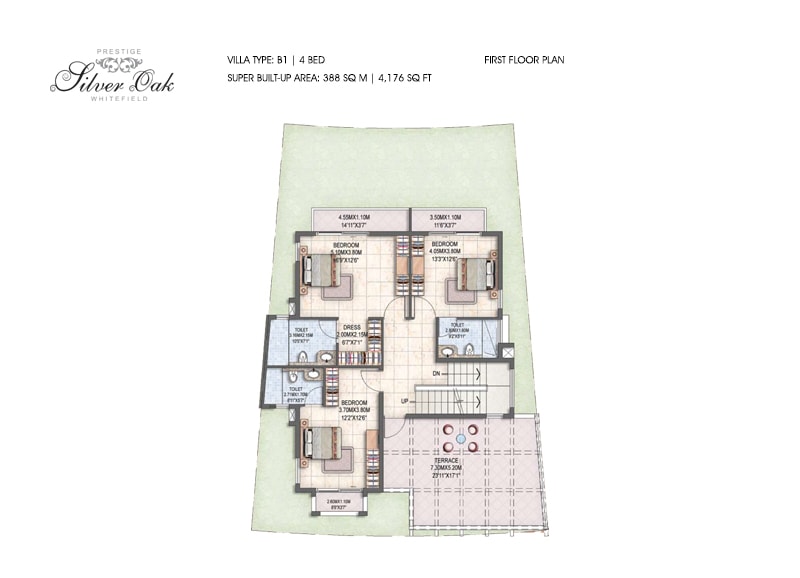 PRESTIGE
Silver Oak
WHITEFIELD
VILLA TYPE: B1 | 4 BED
SUPER BUILT-UP AREA: 388 SQ M | 4,176 SQ FT
FIRST FLOOR PLAN
4.55MX1.10M
14'11"X3'7"
3.50MX1.10M
11'6"X3'7"
BEDROOM
5.10MX3.80M
16'9"X12'6"
BEDROOM
4.05MX3.80M
13'3"X12'6"
TOILET
3.16MX2.15M
10'5"X7'1"
DRESS
2.00MX2.15M
6'7"X7'1"
TOILET
2.80MX1.80M
9'2"X5'11"
DN
UP
TOILET
2.71MX1.70M
8'11"X5'7"
BEDROOM
3.70MX3.80M
12'2"X12'6"
TERRACE
7.30MX5.20M
23'11"X17'1"
2.60MX1.10M
8'6"X3'7"